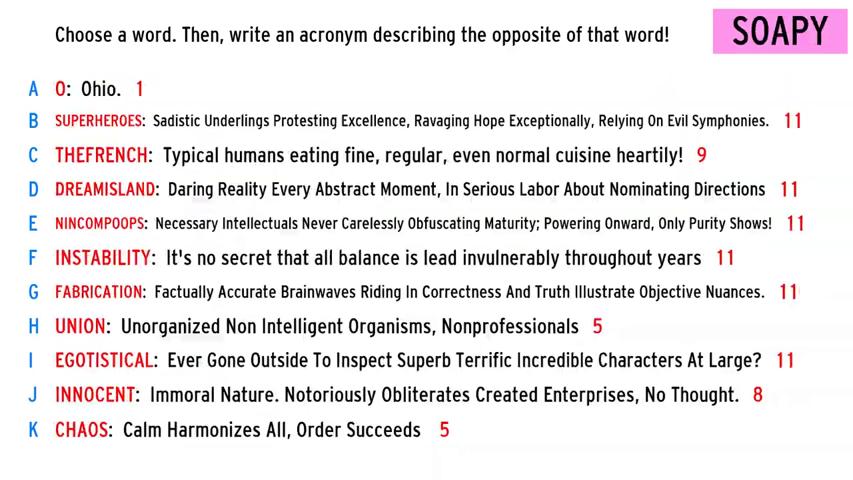 Choose a word. Then, write an acronym describing the opposite of that word!
SOAPY
A O: Ohio. 1
B SUPERHEROES: Sadistic Underlings Protesting Excellence, Ravaging Hope Exceptionally, Relying On Evil Symphonies. 11
C THEFRENCH: Typical humans eating fine, regular, even normal cuisine heartily! 9
D DREAMISLAND: Daring Reality Every Abstract Moment, In Serious Labor About Nominating Directions 11
E NINCOMPOOPS: Necessary Intellectuals Never Carelessly Obfuscating Maturity; Powering Onward, Only Purity Shows! 11
F INSTABILITY: It's no secret that all balance is lead invulnerably throughout years 11
G FABRICATION: Factually Accurate Brainwaves Riding In Correctness And Truth Illustrate Objective Nuances. 11
H UNION: Unorganized Non Intelligent Organisms, Nonprofessionals 5
I EGOTISTICAL: Ever Gone Outside To Inspect Superb Terrific Incredible Characters At Large? 11
J INNOCENT: Immoral Nature. Notoriously Obliterates Created Enterprises, No Thought. 8
K CHAOS: Calm Harmonizes All, Order Succeeds 5